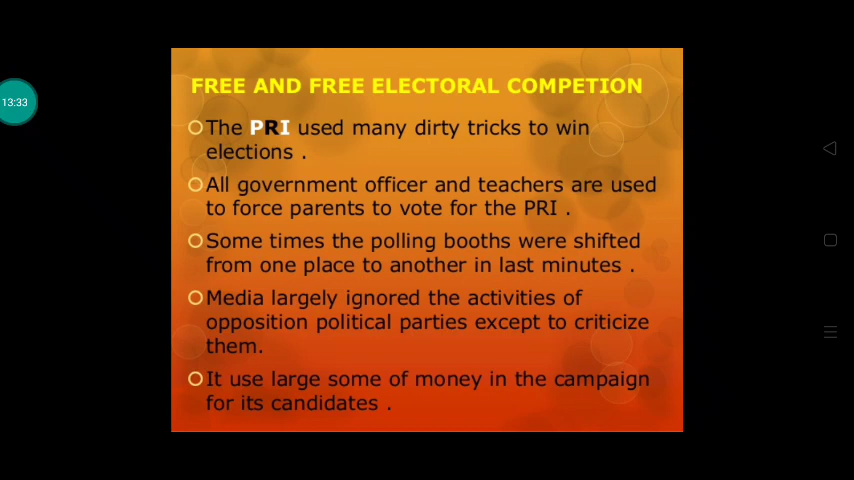 13:33
FREE AND FREE ELECTORAL COMPETION
The PRI used many dirty tricks to win
elections .
All government officer and teachers are used
to force parents to vote for the PRI .
Some times the polling booths were shifted
from one place to another in last minutes .
Media largely ignored the activities of
opposition political parties except to criticize
them.
It use large some of money in the campaign
for its candidates .